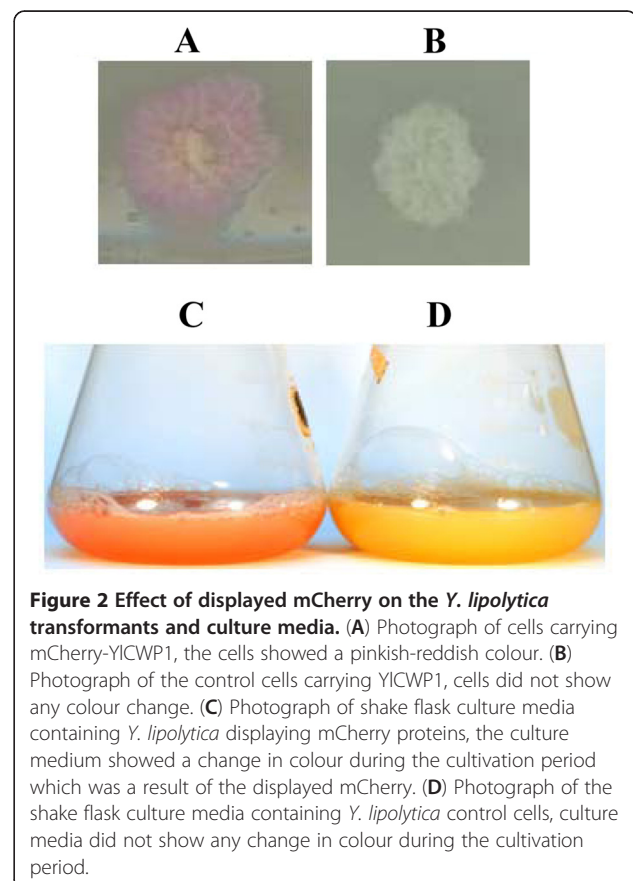 A B
C D
Figure 2 Effect of displayed mCherry on the Y. lipolytica
transformants and culture media. (A) Photograph of cells carrying
mCherry-YlCWP1, the cells showed a pinkish-reddish colour. (B)
Photograph of the control cells carrying YlCWP1, cells did not show
any colour change. (C) Photograph of shake flask culture media
containing Y. lipolytica displaying mCherry proteins, the culture
medium showed a change in colour during the cultivation period
which was a result of the displayed mCherry. (D) Photograph of the
shake flask culture media containing Y. lipolytica control cells, culture
media did not show any change in colour during the cultivation
period.